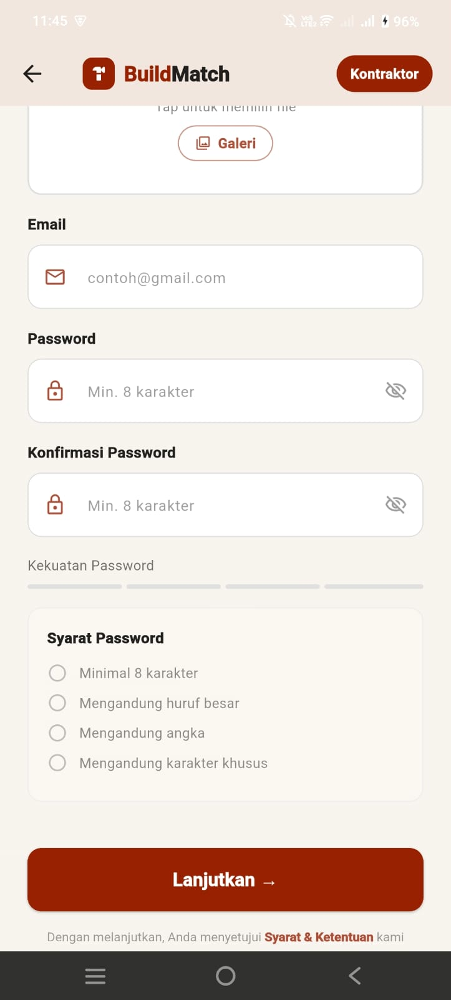 11:45
Vo))
LTE2
96%
BuildMatch
Kontraktor
Tap untuk memilih file
Galeri
Email
contoh@gmail.com
Password
Min. 8 karakter
Konfirmasi Password
Min. 8 karakter
Kekuatan Password
Syarat Password
Minimal 8 karakter
Mengandung huruf besar
Mengandung angka
Mengandung karakter khusus
Lanjutkan →
Dengan melanjutkan, Anda menyetujui Syarat & Ketentuan kami